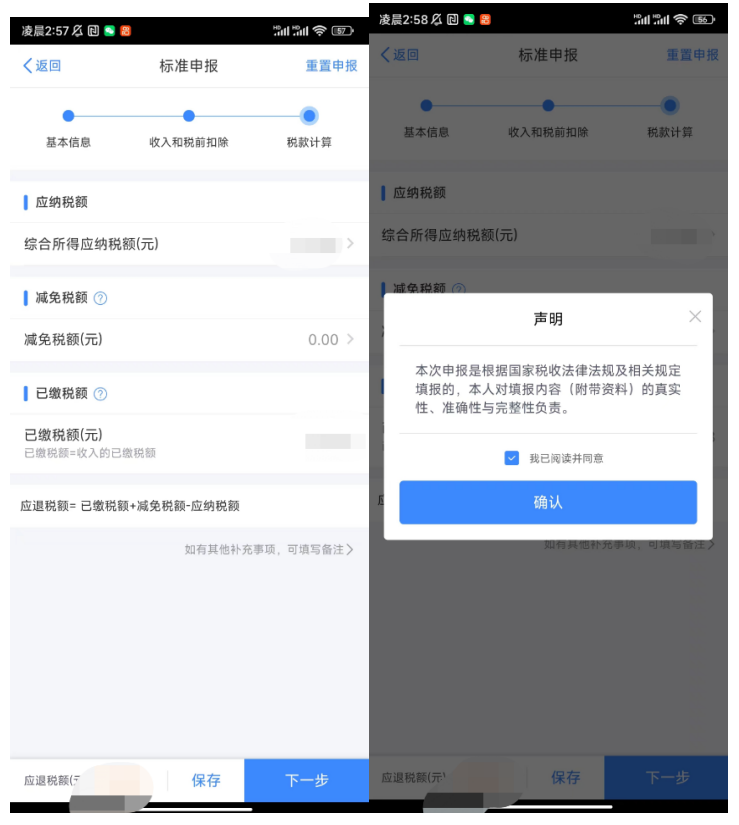 凌晨2:57
57
返回
标准申报
重置申报
基本信息
收入和税前扣除
税款计算
应纳税额
综合所得应纳税额(元)
减免税额
减免税额(元)
0.00
已缴税额
已缴税额(元)
已缴税额=收入的已缴税额
应退税额= 已缴税额+减免税额-应纳税额
如有其他补充事项，可填写备注
应退税额(元
保存
下一步
凌晨2:58
56
返回
标准申报
重置申报
基本信息
收入和税前扣除
税款计算
应纳税额
综合所得应纳税额(元)
减免税额
声明
本次申报是根据国家税收法律法规及相关规定
填报的，本人对填报内容（附带资料）的真实
性、准确性与完整性负责。
我已阅读并同意
确认
如有其他补充事项，可填写备注
应退税额(元)
保存
下一步